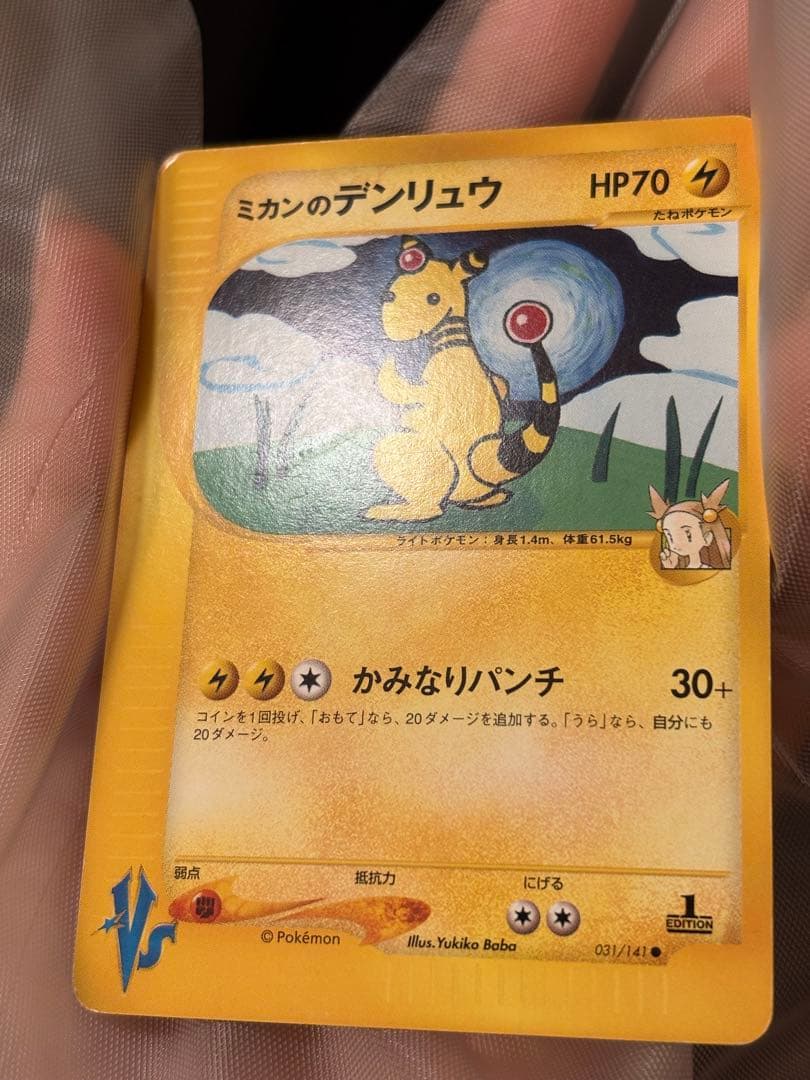 ミカンのデンリュウ HP70
たねポケモン
ライトポケモン：身長1.4m、体重61.5kg
かみなりパンチ 30+
コインを1回投げ、「おもて」なら、20ダメージを追加する。「うら」なら、自分にも
20ダメージ。
弱点 抵抗力 にげる
VS
© Pokémon Illus.Yukiko Baba 031/141 ●
1
EDITION